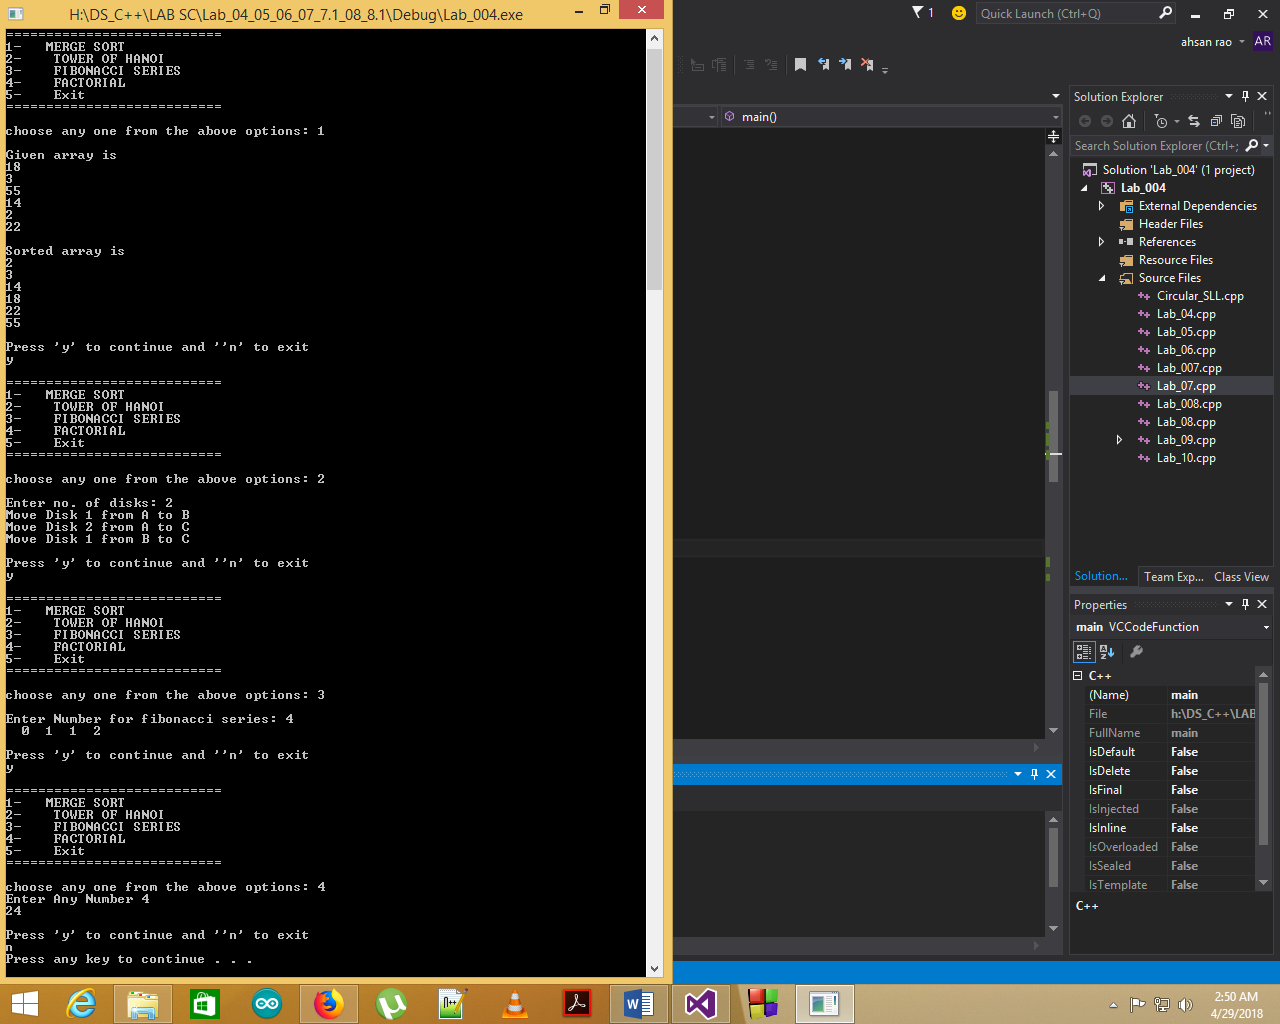 H:\DS_C++\LAB SC\Lab_04_05_06_07_7.1_08_8.1\Debug\Lab_004.exe
===========================
1-   MERGE SORT
2-    TOWER OF HANOI
3-    FIBONACCI SERIES
4-    FACTORIAL
5-    Exit
===========================
choose any one from the above options: 1
Given array is
18
3
55
14
2
22
Sorted array is
2
3
14
18
22
55
Press 'y' to continue and ''n' to exit
y
===========================
1-   MERGE SORT
2-    TOWER OF HANOI
3-    FIBONACCI SERIES
4-    FACTORIAL
5-    Exit
===========================
choose any one from the above options: 2
Enter no. of disks: 2
Move Disk 1 from A to B
Move Disk 2 from A to C
Move Disk 1 from B to C
Press 'y' to continue and ''n' to exit
y
===========================
1-   MERGE SORT
2-    TOWER OF HANOI
3-    FIBONACCI SERIES
4-    FACTORIAL
5-    Exit
===========================
choose any one from the above options: 3
Enter Number for fibonacci series: 4
  0  1  1  2
Press 'y' to continue and ''n' to exit
y
===========================
1-   MERGE SORT
2-    TOWER OF HANOI
3-    FIBONACCI SERIES
4-    FACTORIAL
5-    Exit
===========================
choose any one from the above options: 4
Enter Any Number 4
24
Press 'y' to continue and ''n' to exit
n
Press any key to continue . . .
1
Quick Launch (Ctrl+Q)
ahsan rao
AR
main()
Solution Explorer
Search Solution Explorer (Ctrl+;
Solution 'Lab_004' (1 project)
Lab_004
External Dependencies
Header Files
References
Resource Files
Source Files
Circular_SLL.cpp
Lab_04.cpp
Lab_05.cpp
Lab_06.cpp
Lab_007.cpp
Lab_07.cpp
Lab_008.cpp
Lab_08.cpp
Lab_09.cpp
Lab_10.cpp
Solution... Team Exp... Class View
Properties
main VCCodeFunction
C++
(Name) main
File h:\DS_C++\LAB
FullName main
IsDefault False
IsDelete False
IsFinal False
IsInjected False
IsInline False
IsOverloaded False
IsSealed False
IsTemplate False
C++
2:50 AM
4/29/2018